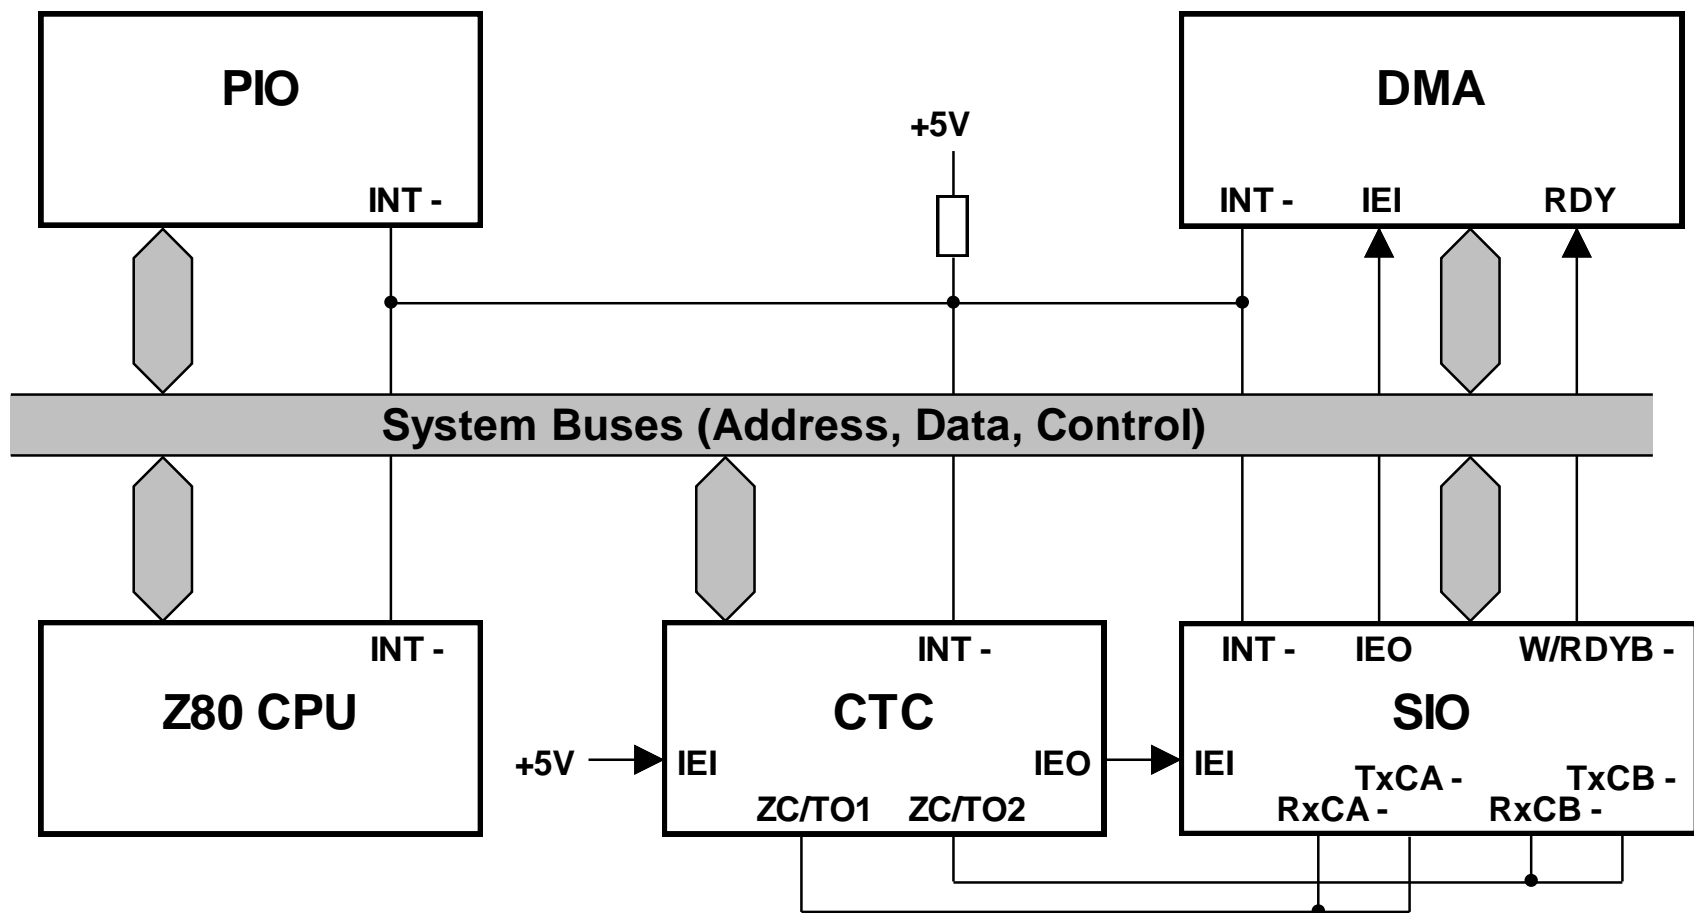 PIO
DMA
+5V
INT -
INT -
IEI
RDY
System Buses (Address, Data, Control)
INT -
INT -
INT -
IEO
W/RDYB -
Z80 CPU
CTC
SIO
+5V
IEI
IEO
IEI
TxCA -
TxCB -
ZC/TO1
ZC/TO2
RxCA -
RxCB -